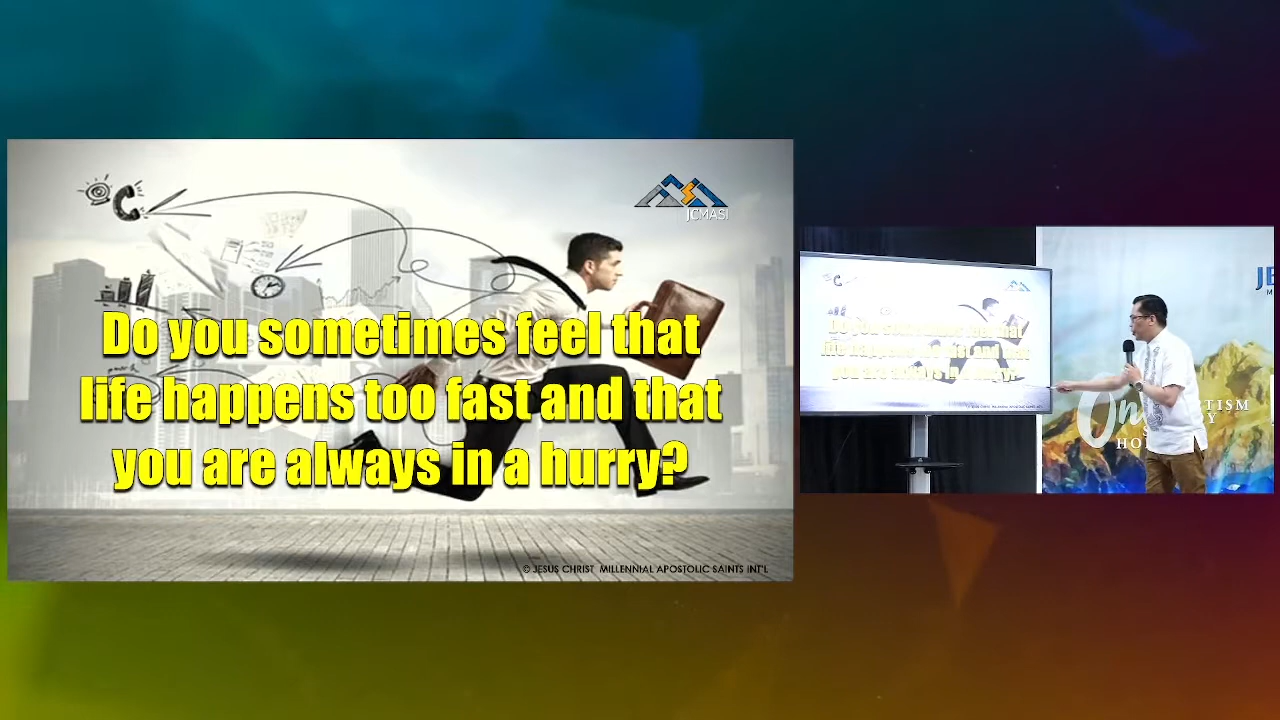 JCMASI
Do you sometimes feel that
life happens too fast and that
you are always in a hurry?
© JESUS CHRIST MILLENNIAL APOSTOLIC SAINTS INT'L